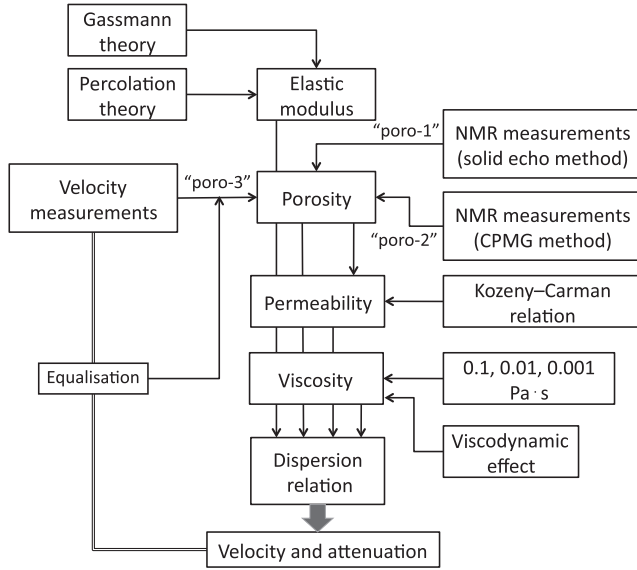 Gassmann
theory
Percolation
theory
Elastic
modulus
"poro-1"
NMR measurements
(solid echo method)
Velocity
measurements
"poro-3"
Porosity
"poro-2"
NMR measurements
(CPMG method)
Permeability
Kozeny–Carman
relation
Equalisation
Viscosity
0.1, 0.01, 0.001
Pa·s
Viscodynamic
effect
Dispersion
relation
Velocity and attenuation